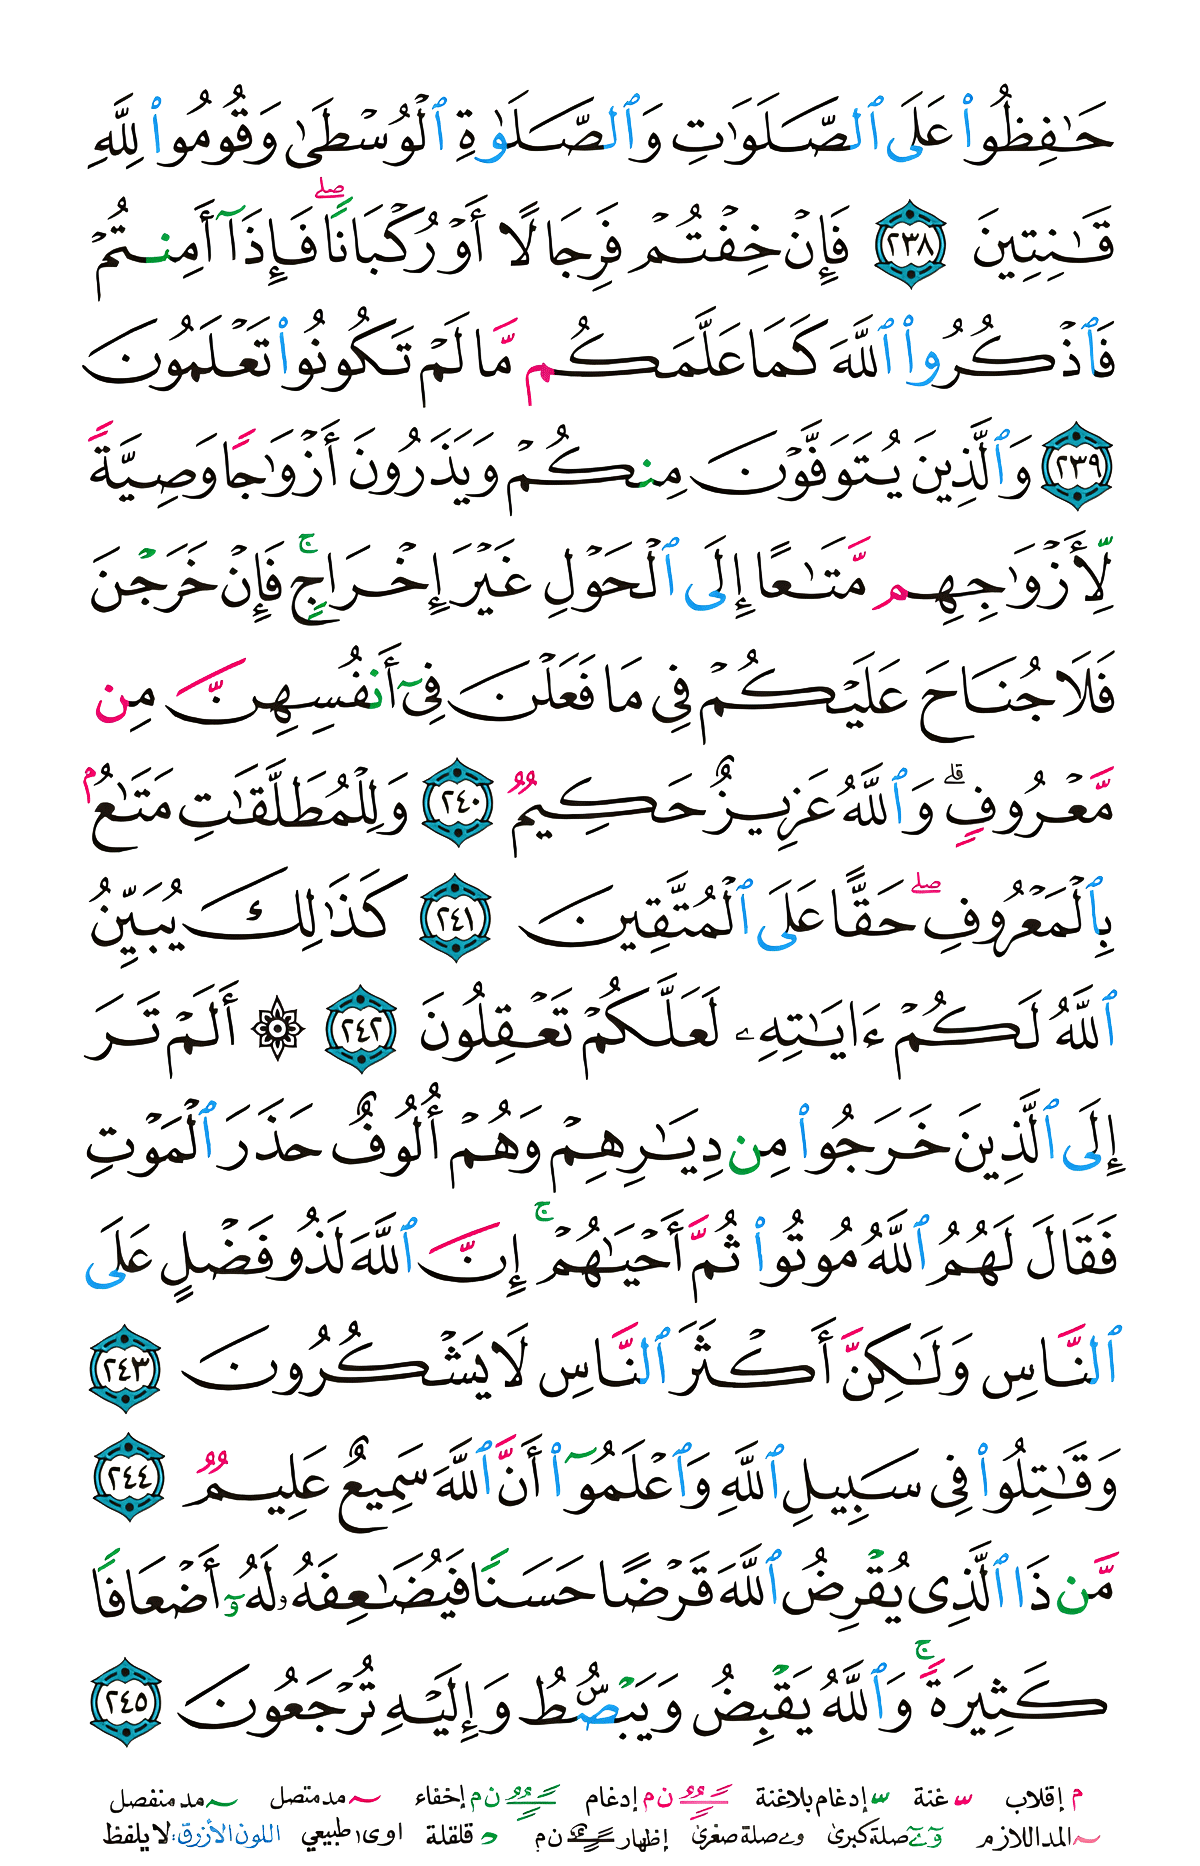 حَـٰفِظُوا۟ عَلَى ٱلصَّلَوَٰتِ وَٱلصَّلَوٰةِ ٱلْوُسْطَىٰ وَقُومُوا۟ لِلَّهِ
قَـٰنِتِينَ ٢٣٨ فَإِنْ خِفْتُمْ فَرِجَالًا أَوْ رُكْبَانًا ۖ فَإِذَآ أَمِنتُمْ
فَٱذْكُرُوا۟ ٱللَّهَ كَمَا عَلَّمَكُم مَّا لَمْ تَكُونُوا۟ تَعْلَمُونَ
٢٣٩ وَٱلَّذِينَ يُتَوَفَّوْنَ مِنكُمْ وَيَذَرُونَ أَزْوَٰجًا وَصِيَّةً
لِّأَزْوَٰجِهِم مَّتَـٰعًا إِلَى ٱلْحَوْلِ غَيْرَ إِخْرَاجٍ ۚ فَإِنْ خَرَجْنَ
فَلَا جُنَاحَ عَلَيْكُمْ فِى مَا فَعَلْنَ فِىٓ أَنفُسِهِنَّ مِن
مَّعْرُوفٍ ۗ وَٱللَّهُ عَزِيزٌ حَكِيمٌ ٢٤٠ وَلِلْمُطَلَّقَـٰتِ مَتَـٰعُۢ
بِٱلْمَعْرُوفِ ۖ حَقًّا عَلَى ٱلْمُتَّقِينَ ٢٤١ كَذَٰلِكَ يُبَيِّنُ
ٱللَّهُ لَكُمْ ءَايَـٰتِهِۦ لَعَلَّكُمْ تَعْقِلُونَ ٢٤٢ ۞ أَلَمْ تَرَ
إِلَى ٱلَّذِينَ خَرَجُوا۟ مِن دِيَـٰرِهِمْ وَهُمْ أُلُوفٌ حَذَرَ ٱلْمَوْتِ
فَقَالَ لَهُمُ ٱللَّهُ مُوتُوا۟ ثُمَّ أَحْيَـٰهُمْ ۚ إِنَّ ٱللَّهَ لَذُو فَضْلٍ عَلَى
ٱلنَّاسِ وَلَـٰكِنَّ أَكْثَرَ ٱلنَّاسِ لَا يَشْكُرُونَ ٢٤٣
وَقَـٰتِلُوا۟ فِى سَبِيلِ ٱللَّهِ وَٱعْلَمُوٓا۟ أَنَّ ٱللَّهَ سَمِيعٌ عَلِيمٌ ٢٤٤
مَّن ذَا ٱلَّذِى يُقْرِضُ ٱللَّهَ قَرْضًا حَسَنًا فَيُضَـٰعِفَهُۥ لَهُۥٓ أَضْعَافًا
كَثِيرَةً ۚ وَٱللَّهُ يَقْبِضُ وَيَبْصُۜطُ وَإِلَيْهِ تُرْجَعُونَ ٢٤٥
م إقلاب ّ غنة ّ إدغام بلاغنة ـًـٍـٌ ن م إدغام ـًـٍـٌ ن م إخفاء ~ مد متصل ~ مد منفصل
~ المد اللازم وٓ ےٓ صلة كبرى و ے صلة صغرى إظهار ـًـٍـٌ ن م ـْ قلقلة اوى١ طبيعي اللون الأزرق: لا يلفظ